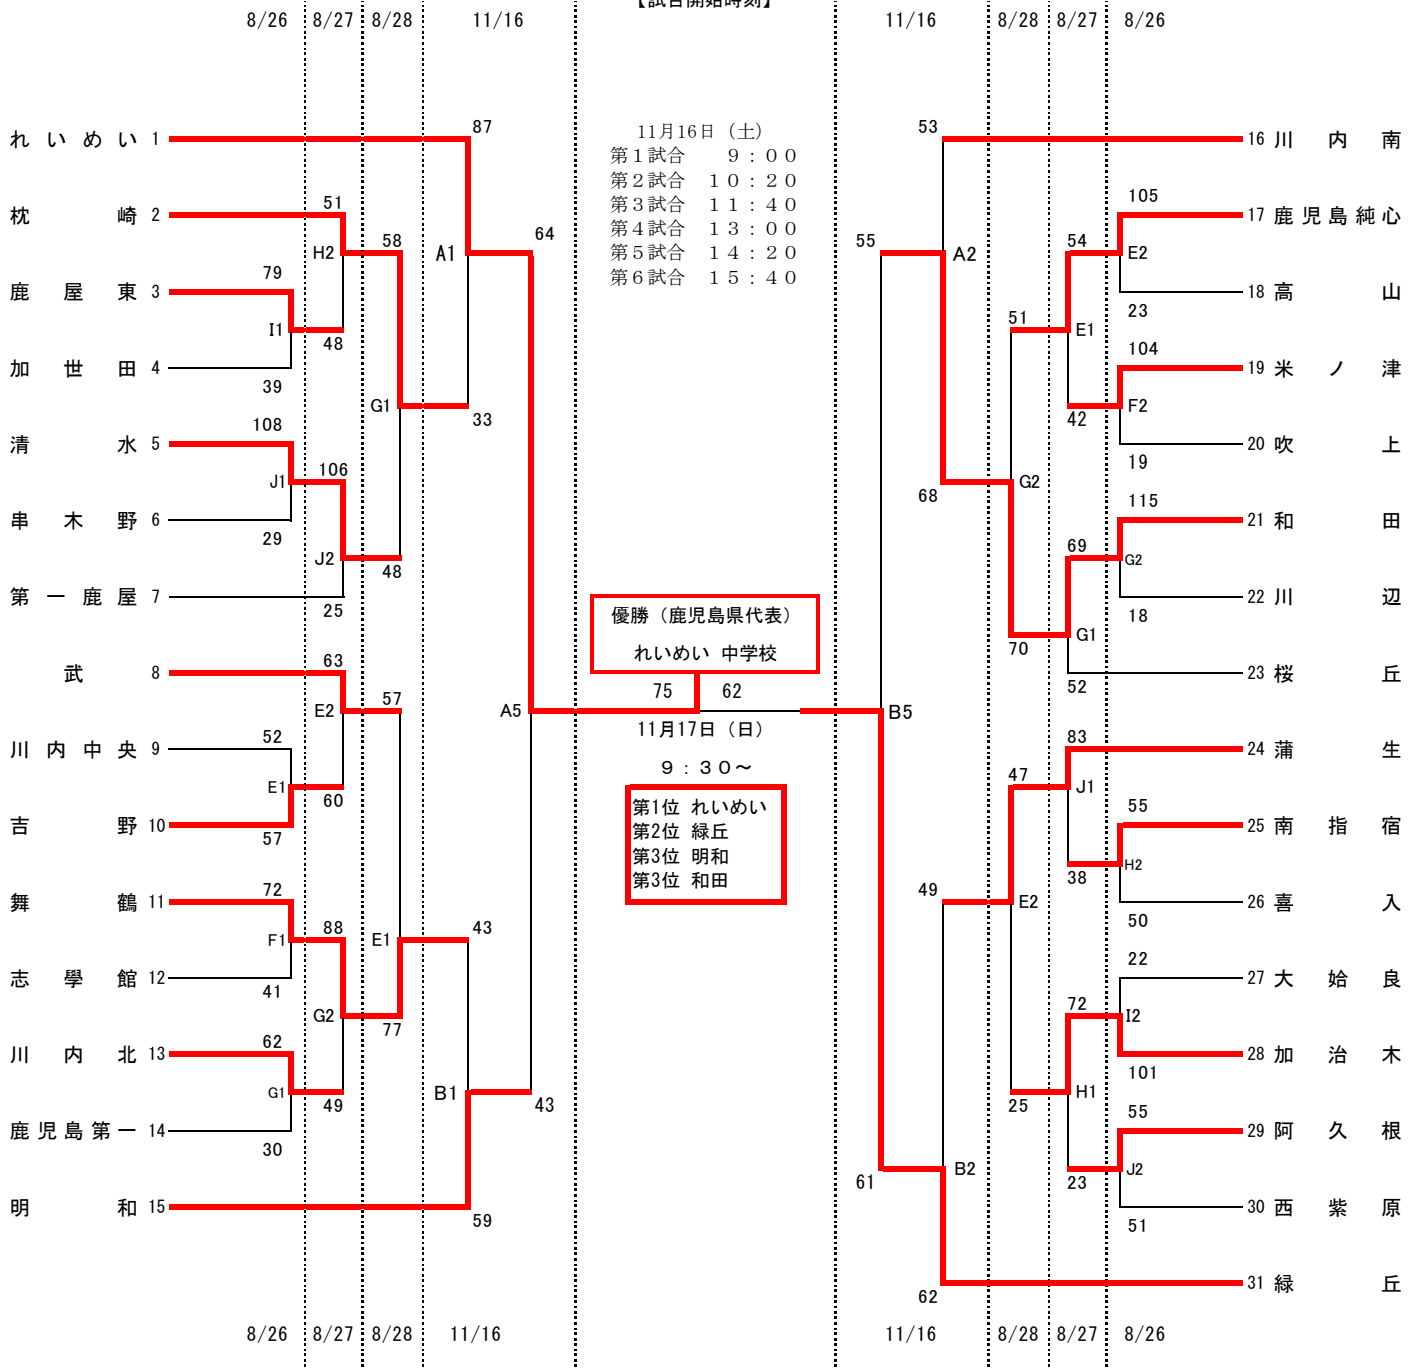 【試合開始時刻】
8/26 8/27 8/28 11/16 11/16 8/28 8/27 8/26
11月16日（土）
第1試合 9：00
第2試合 10：20
第3試合 11：40
第4試合 13：00
第5試合 14：20
第6試合 15：40
れいめい 1
枕崎 2
鹿屋東 3
加世田 4
清水 5
串木野 6
第一鹿屋 7
武 8
川内中央 9
吉野 10
舞鶴 11
志學館 12
川内北 13
鹿児島第一 14
明和 15
79
I1
39
108
J1
29
52
E1
57
72
F1
41
62
G1
30
51
H2
48
106
J2
25
63
E2
60
88
G2
49
58
G1
48
57
E1
77
87
A1
33
43
B1
59
64
A5
43
優勝（鹿児島県代表）
れいめい 中学校
75 62
11月17日（日）
9：30～
第1位 れいめい
第2位 緑丘
第3位 明和
第3位 和田
55
B5
61
53
A2
68
49
B2
62
51
G2
70
47
E2
25
54
E1
42
69
G1
52
83
J1
38
72
H1
23
105
E2
23
104
F2
19
115
G2
18
55
H2
50
22
I2
101
55
J2
51
16 川内南
17 鹿児島純心
18 高山
19 米ノ津
20 吹上
21 和田
22 川辺
23 桜丘
24 蒲生
25 南指宿
26 喜入
27 大姶良
28 加治木
29 阿久根
30 西紫原
31 緑丘
8/26 8/27 8/28 11/16 11/16 8/28 8/27 8/26